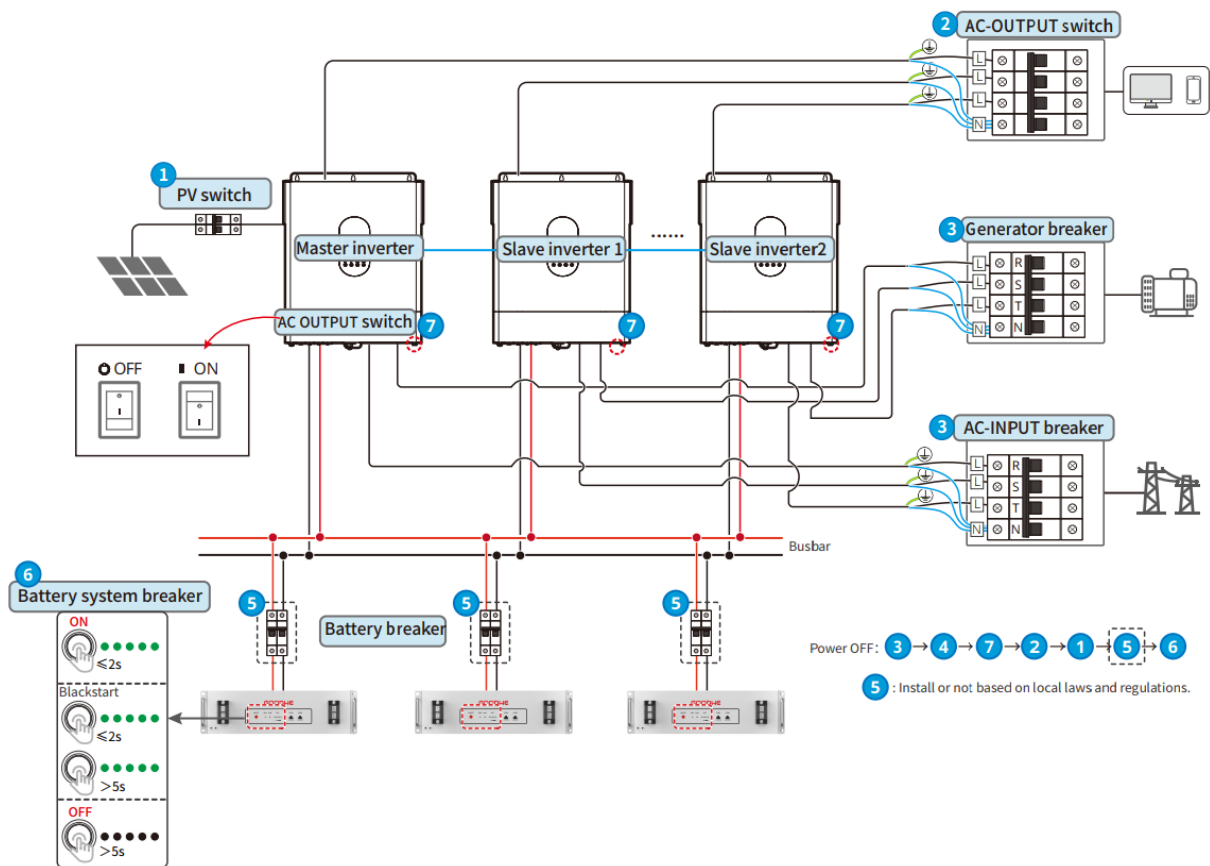 2 AC-OUTPUT switch
L
L
L
N
1
PV switch
Master inverter
Slave inverter 1
......
Slave inverter2
3 Generator breaker
L R
L S
L T
N N
AC OUTPUT switch 7
7
7
OFF ON
3 AC-INPUT breaker
L R
L S
L T
N N
Busbar
6
Battery system breaker
ON
≤2s
Blackstart
≤2s
>5s
OFF
>5s
5
Battery breaker
5
5
Power OFF: 3 → 4 → 7 → 2 → 1 → 5 → 6
5 : Install or not based on local laws and regulations.